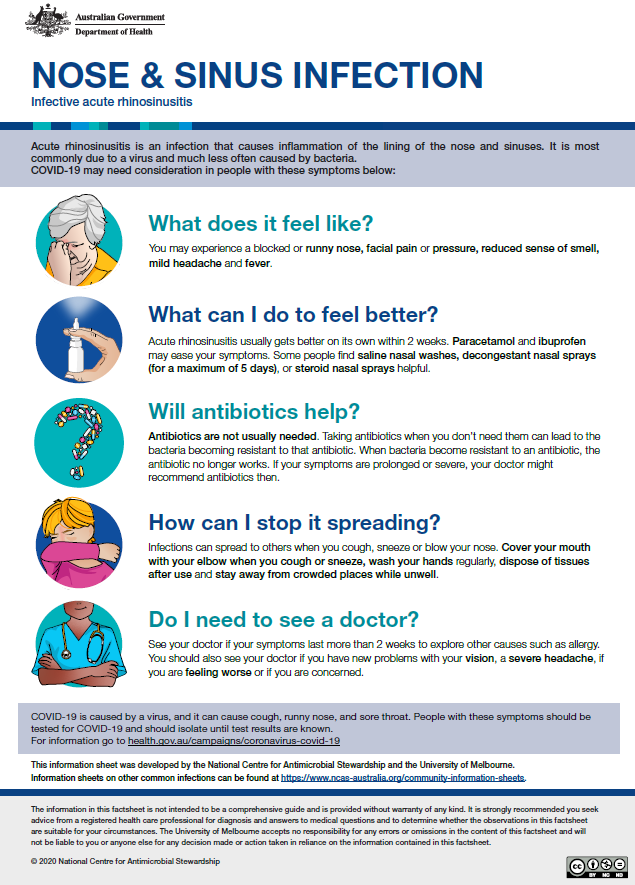 Australian Government
Department of Health
NOSE & SINUS INFECTION
Infective acute rhinosinusitis
Acute rhinosinusitis is an infection that causes inflammation of the lining of the nose and sinuses. It is most
commonly due to a virus and much less often caused by bacteria.
COVID-19 may need consideration in people with these symptoms below:
What does it feel like?
You may experience a blocked or runny nose, facial pain or pressure, reduced sense of smell,
mild headache and fever.
What can I do to feel better?
Acute rhinosinusitis usually gets better on its own within 2 weeks. Paracetamol and ibuprofen
may ease your symptoms. Some people find saline nasal washes, decongestant nasal sprays
(for a maximum of 5 days), or steroid nasal sprays helpful.
Will antibiotics help?
Antibiotics are not usually needed. Taking antibiotics when you don't need them can lead to the
bacteria becoming resistant to that antibiotic. When bacteria become resistant to an antibiotic, the
antibiotic no longer works. If your symptoms are prolonged or severe, your doctor might
recommend antibiotics then.
How can I stop it spreading?
Infections can spread to others when you cough, sneeze or blow your nose. Cover your mouth
with your elbow when you cough or sneeze, wash your hands regularly, dispose of tissues
after use and stay away from crowded places while unwell.
Do I need to see a doctor?
See your doctor if your symptoms last more than 2 weeks to explore other causes such as allergy.
You should also see your doctor if you have new problems with your vision, a severe headache, if
you are feeling worse or if you are concerned.
COVID-19 is caused by a virus, and it can cause cough, runny nose, and sore throat. People with these symptoms should be
tested for COVID-19 and should isolate until test results are known.
For information go to health.gov.au/campaigns/coronavirus-covid-19
This information sheet was developed by the National Centre for Antimicrobial Stewardship and the University of Melbourne.
Information sheets on other common infections can be found at https://www.ncas-australia.org/community-information-sheets.
The information in this factsheet is not intended to be a comprehensive guide and is provided without warranty of any kind. It is strongly recommended you seek
advice from a registered health care professional for diagnosis and answers to medical questions and to determine whether the observations in this factsheet
are suitable for your circumstances. The University of Melbourne accepts no responsibility for any errors or omissions in the content of this factsheet and will
not be liable to you or anyone else for any decision made or action taken in reliance on the information contained in this factsheet.
© 2020 National Centre for Antimicrobial Stewardship
cc BY NC ND